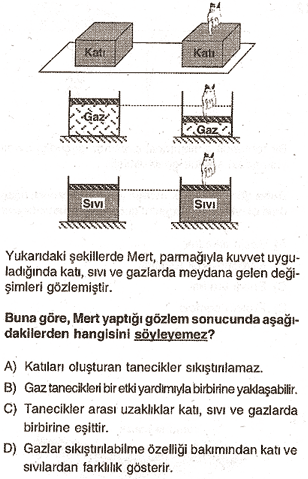 Katı
Katı
Gaz
Gaz
Sıvı
Sıvı
Yukarıdaki şekillerde Mert, parmağıyla kuvvet uygu-
ladığında katı, sıvı ve gazlarda meydana gelen deği-
şimleri gözlemiştir.
Buna göre, Mert yaptığı gözlem sonucunda aşağı-
dakilerden hangisini söyleyemez?
A) Katıları oluşturan tanecikler sıkıştırılamaz.
B) Gaz tanecikleri bir etki yardımıyla birbirine yaklaşabilir.
C) Tanecikler arası uzaklıklar katı, sıvı ve gazlarda
birbirine eşittir.
D) Gazlar sıkıştırılabilme özelliği bakımından katı ve
sıvılardan farklılık gösterir.